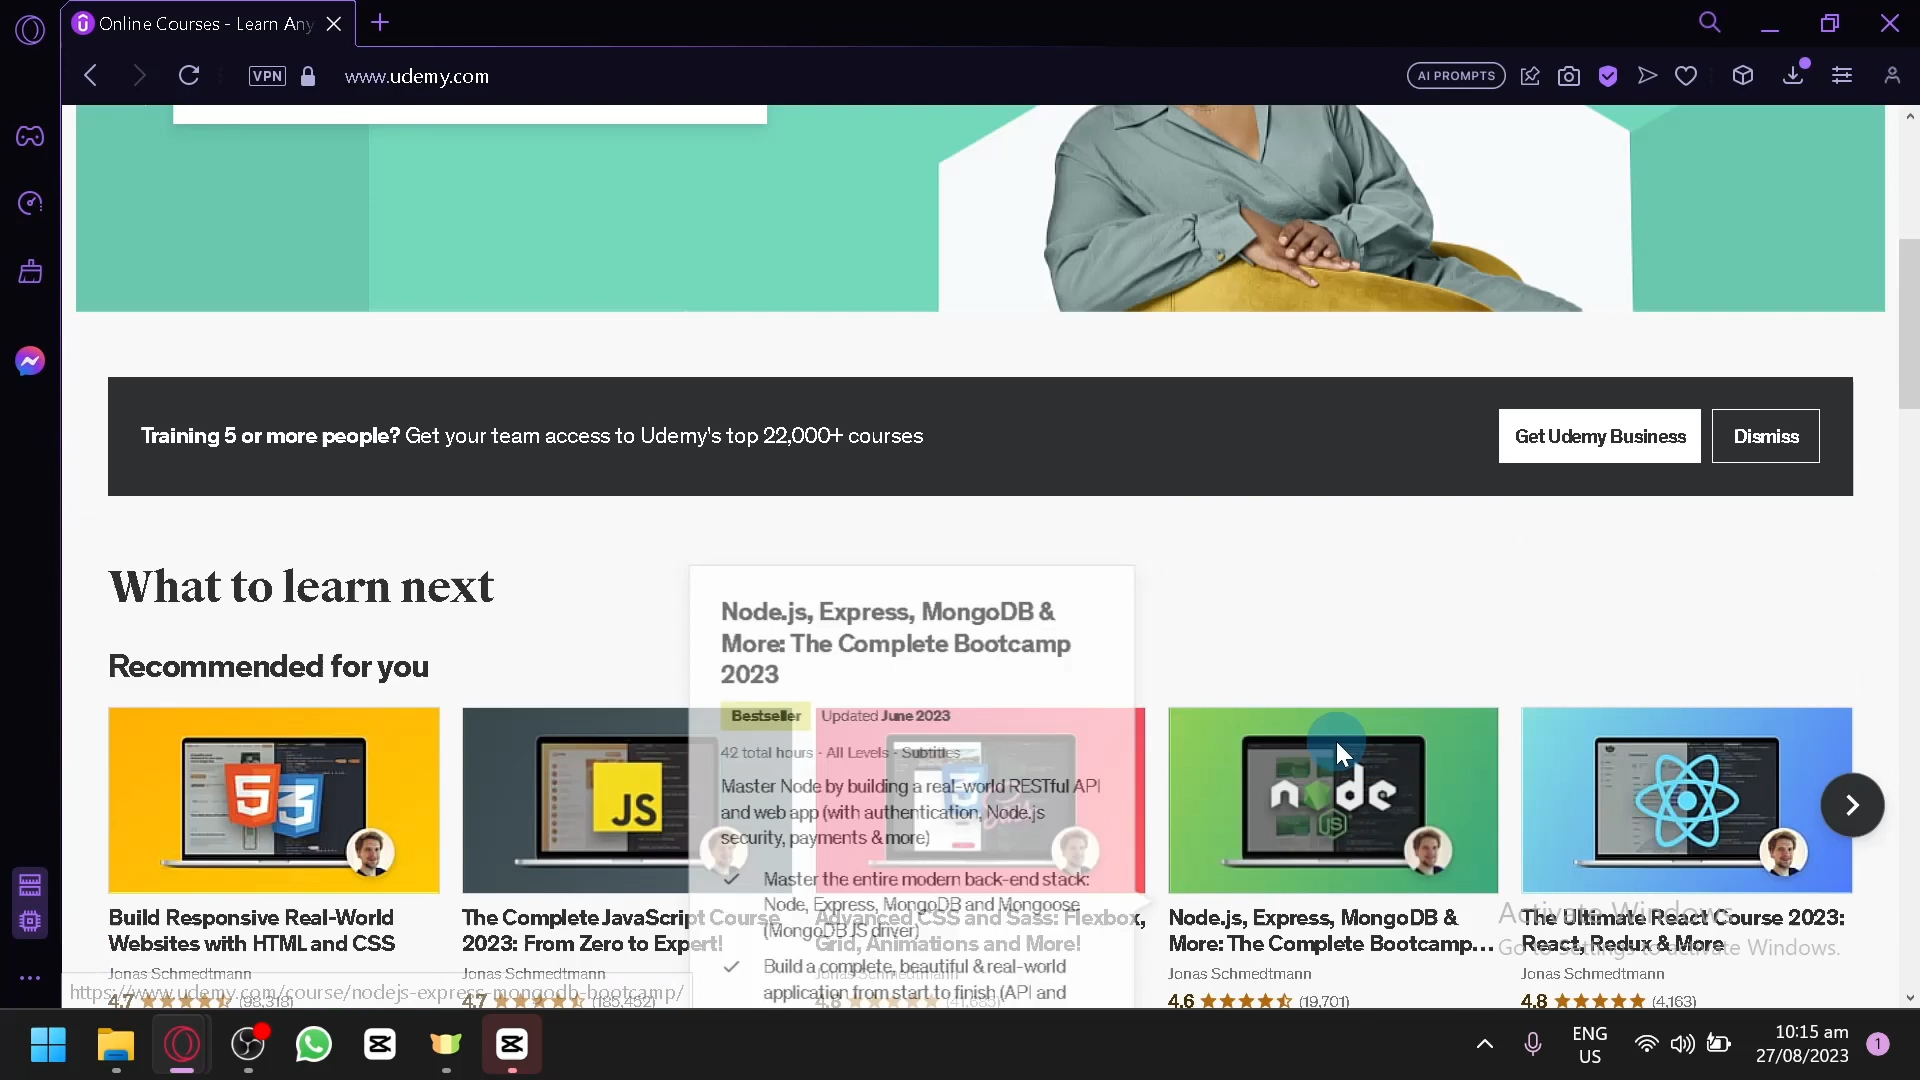 Online Courses - Learn Any
VPN
www.udemy.com
AI PROMPTS
Training 5 or more people? Get your team access to Udemy's top 22,000+ courses
Get Udemy Business
Dismiss
What to learn next
Recommended for you
Node.js, Express, MongoDB &
More: The Complete Bootcamp
2023
Bestseller
Updated June 2023
42 total hours - All Levels - Subtitles
Master Node by building a real-world RESTful API
and web app (with authentication, Node.js
security, payments & more)
Master the entire modern back-end stack:
Node, Express, MongoDB and Mongoose
(MongoDB JS driver)
Build a complete, beautiful & real-world
application from start to finish (API and
5
3
JS
node
JS
Build Responsive Real-World
Websites with HTML and CSS
Jonas Schmedtmann
4.7 (98,318)
The Complete JavaScript Course
2023: From Zero to Expert!
Jonas Schmedtmann
4.7 (185,452)
Advanced CSS and Sass: Flexbox,
Grid, Animations and More!
Jonas Schmedtmann
4.8
Node.js, Express, MongoDB &
More: The Complete Bootcamp...
Jonas Schmedtmann
4.6 (19,701)
The Ultimate React Course 2023:
React, Redux & More
Jonas Schmedtmann
4.8 (4,163)
Activate Windows
Go to Settings to activate Windows.
https://www.udemy.com/course/nodejs-express-mongodb-bootcamp/
ENG
US
10:15 am
27/08/2023
1